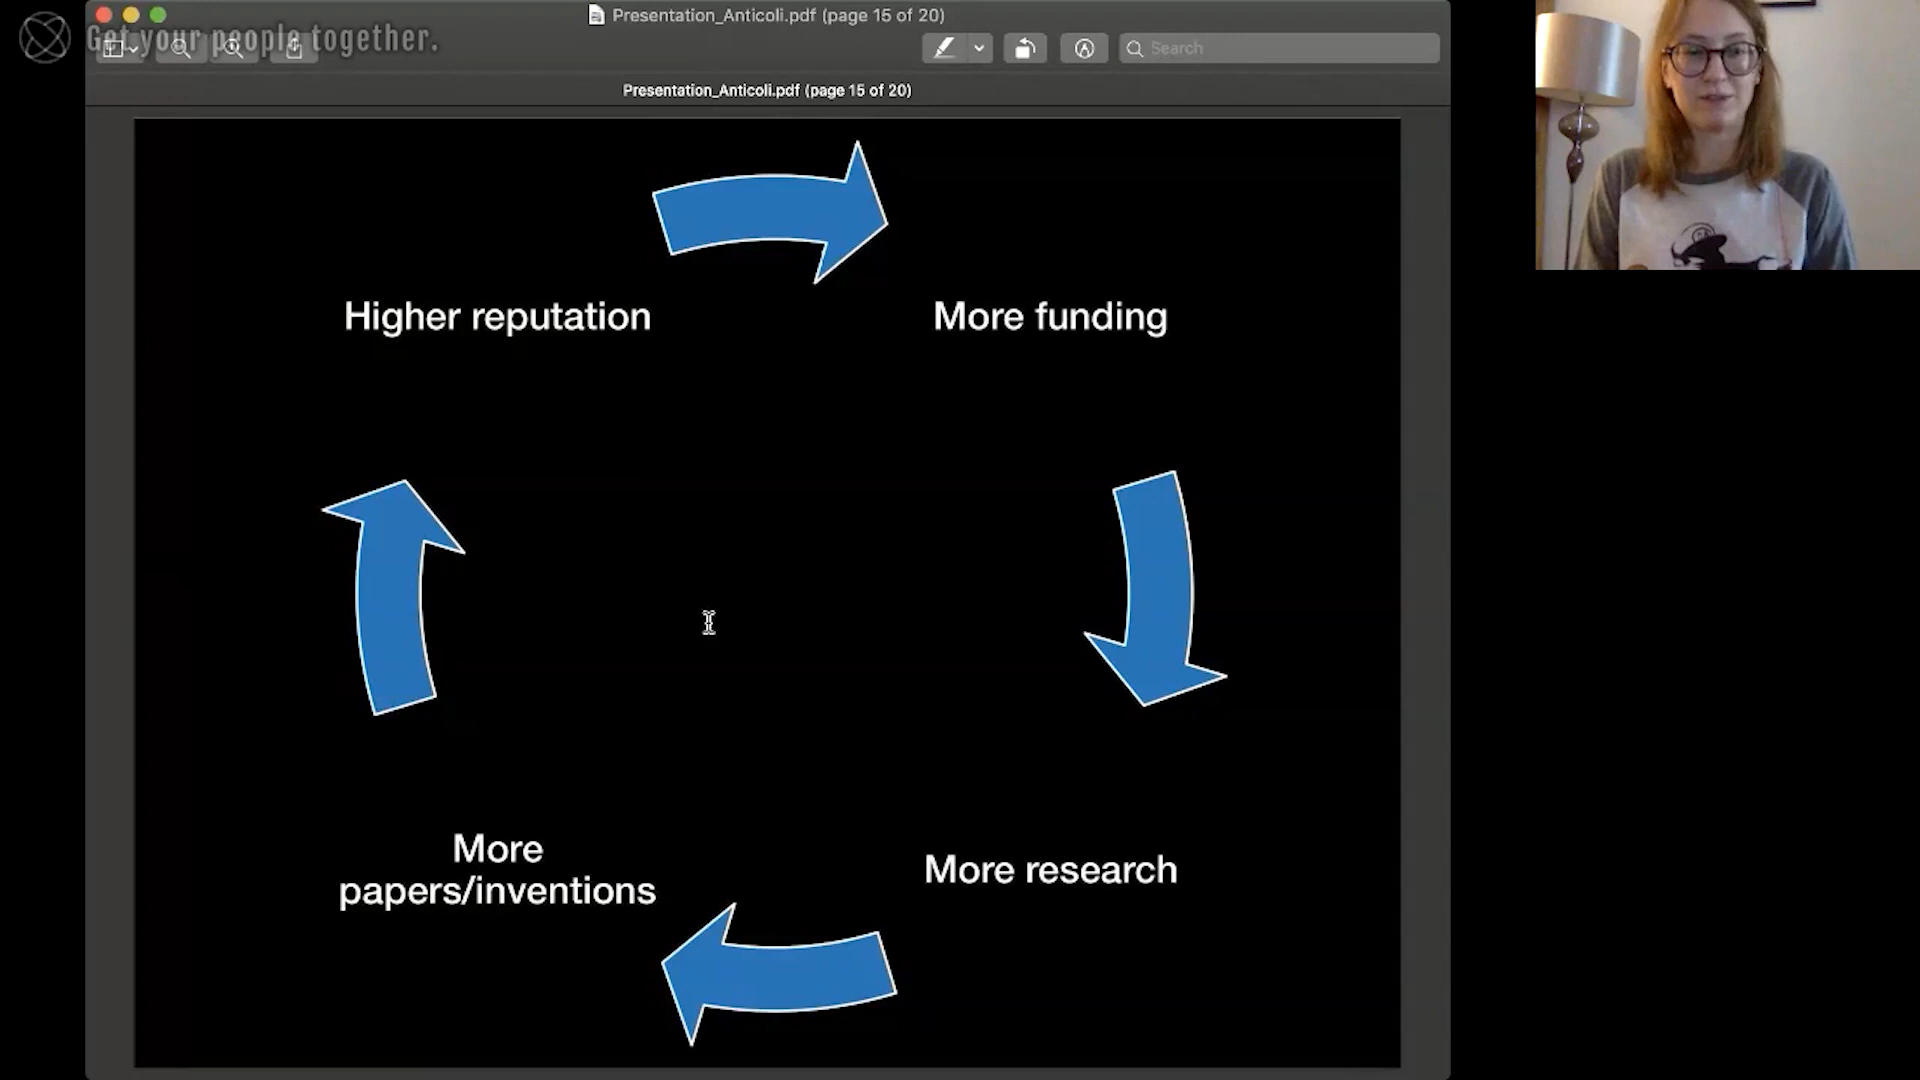 Presentation_Anticoli.pdf (page 15 of 20)
Get your people together.
Search
Presentation_Anticoli.pdf (page 15 of 20)
Higher reputation
More funding
More
papers/inventions
More research